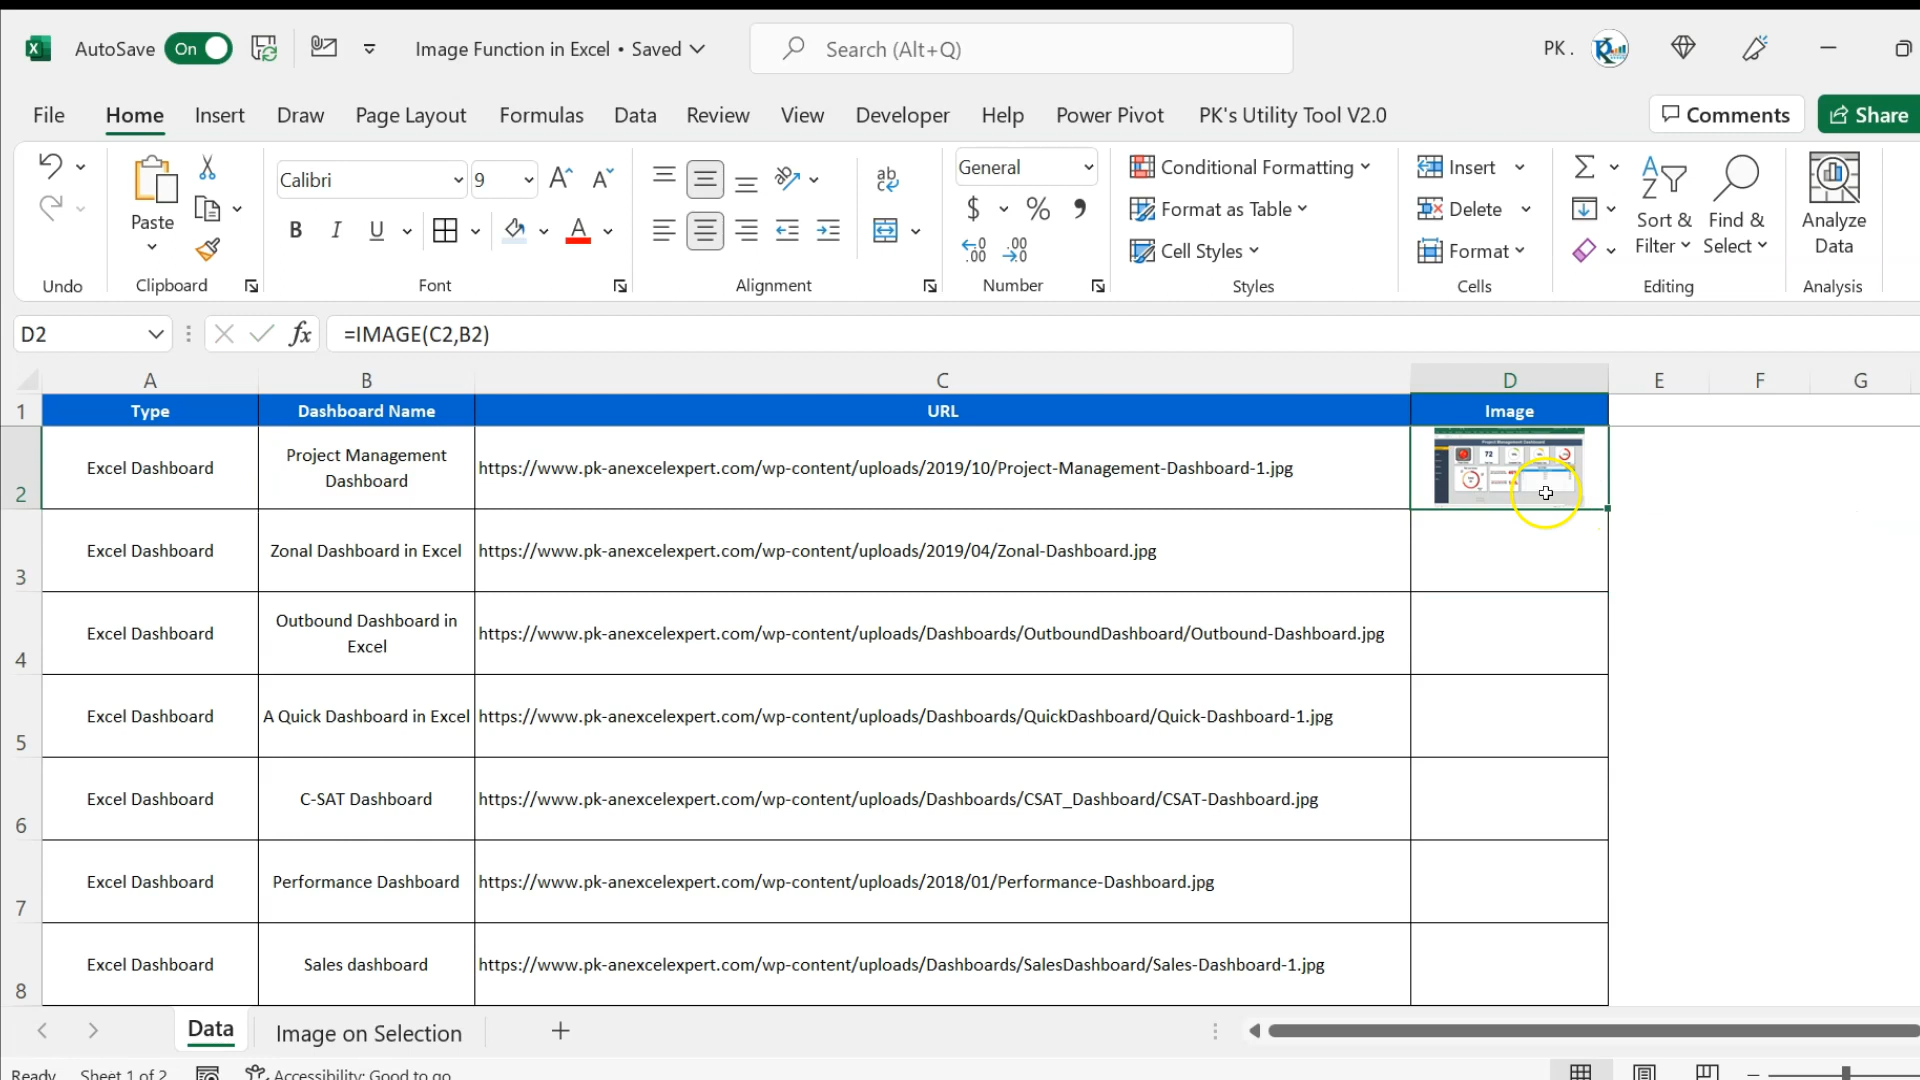 AutoSave On Image Function in Excel • Saved Search (Alt+Q) PK .
File Home Insert Draw Page Layout Formulas Data Review View Developer Help Power Pivot PK's Utility Tool V2.0 Comments Share
Undo
Paste
Clipboard
Calibri 9
B I U A
Font
ab
Alignment
General
$ % 9
Number
Conditional Formatting
Format as Table
Cell Styles
Styles
Insert
Delete
Format
Cells
Sort & Filter
Find & Select
Editing
Analyze Data
Analysis
D2 fx =IMAGE(C2,B2)
A B C D E F G
1 Type Dashboard Name URL Image
2 Excel Dashboard Project Management Dashboard https://www.pk-anexcelexpert.com/wp-content/uploads/2019/10/Project-Management-Dashboard-1.jpg Project Management Dashboard 72
3 Excel Dashboard Zonal Dashboard in Excel https://www.pk-anexcelexpert.com/wp-content/uploads/2019/04/Zonal-Dashboard.jpg
4 Excel Dashboard Outbound Dashboard in Excel https://www.pk-anexcelexpert.com/wp-content/uploads/Dashboards/OutboundDashboard/Outbound-Dashboard.jpg
5 Excel Dashboard A Quick Dashboard in Excel https://www.pk-anexcelexpert.com/wp-content/uploads/Dashboards/QuickDashboard/Quick-Dashboard-1.jpg
6 Excel Dashboard C-SAT Dashboard https://www.pk-anexcelexpert.com/wp-content/uploads/Dashboards/CSAT_Dashboard/CSAT-Dashboard.jpg
7 Excel Dashboard Performance Dashboard https://www.pk-anexcelexpert.com/wp-content/uploads/2018/01/Performance-Dashboard.jpg
8 Excel Dashboard Sales dashboard https://www.pk-anexcelexpert.com/wp-content/uploads/Dashboards/SalesDashboard/Sales-Dashboard-1.jpg
Data Image on Selection
Ready Sheet 1 of 2 Accessibility: Good to go